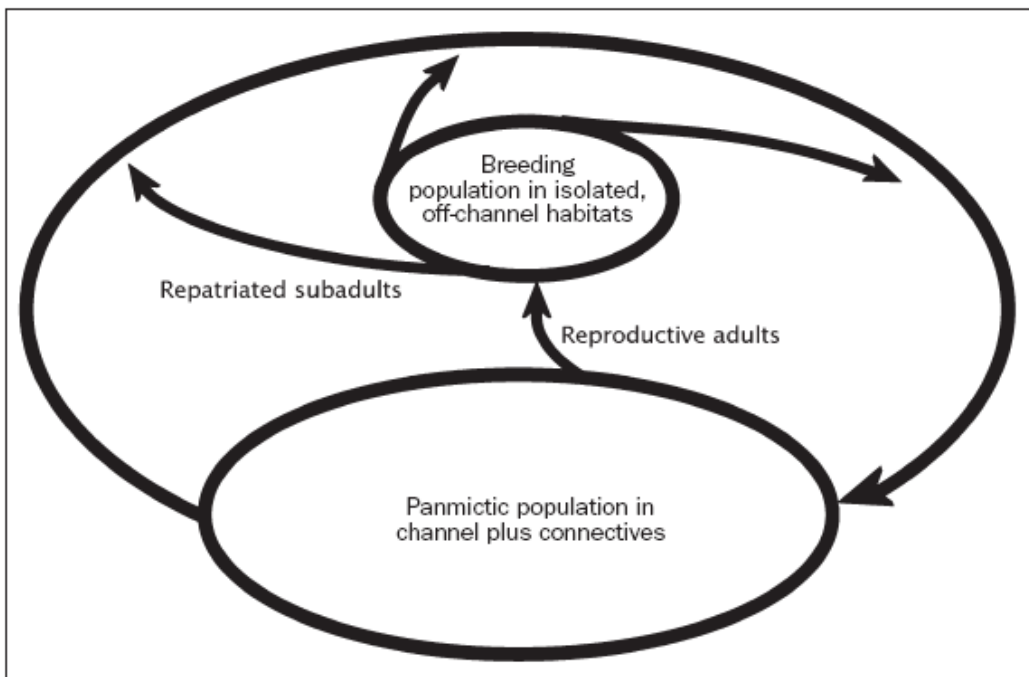 Breeding
population in isolated,
off-channel habitats
Repatriated subadults
Reproductive adults
Panmictic population in
channel plus connectives